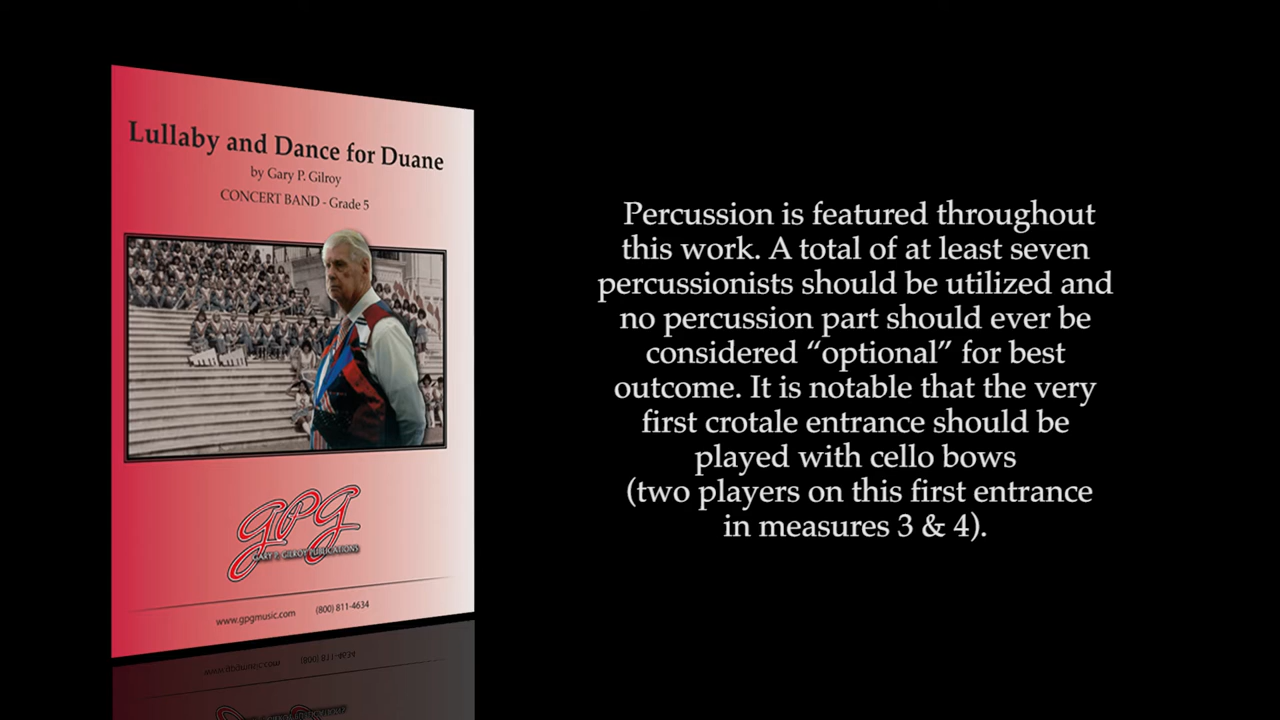 Lullaby and Dance for Duane
by Gary P. Gilroy
CONCERT BAND - Grade 5
gPg
GARY P. GILROY PUBLICATIONS
www.gpgmusic.com (800) 811-4634
Percussion is featured throughout
this work. A total of at least seven
percussionists should be utilized and
no percussion part should ever be
considered “optional” for best
outcome. It is notable that the very
first crotale entrance should be
played with cello bows
(two players on this first entrance
in measures 3 & 4).